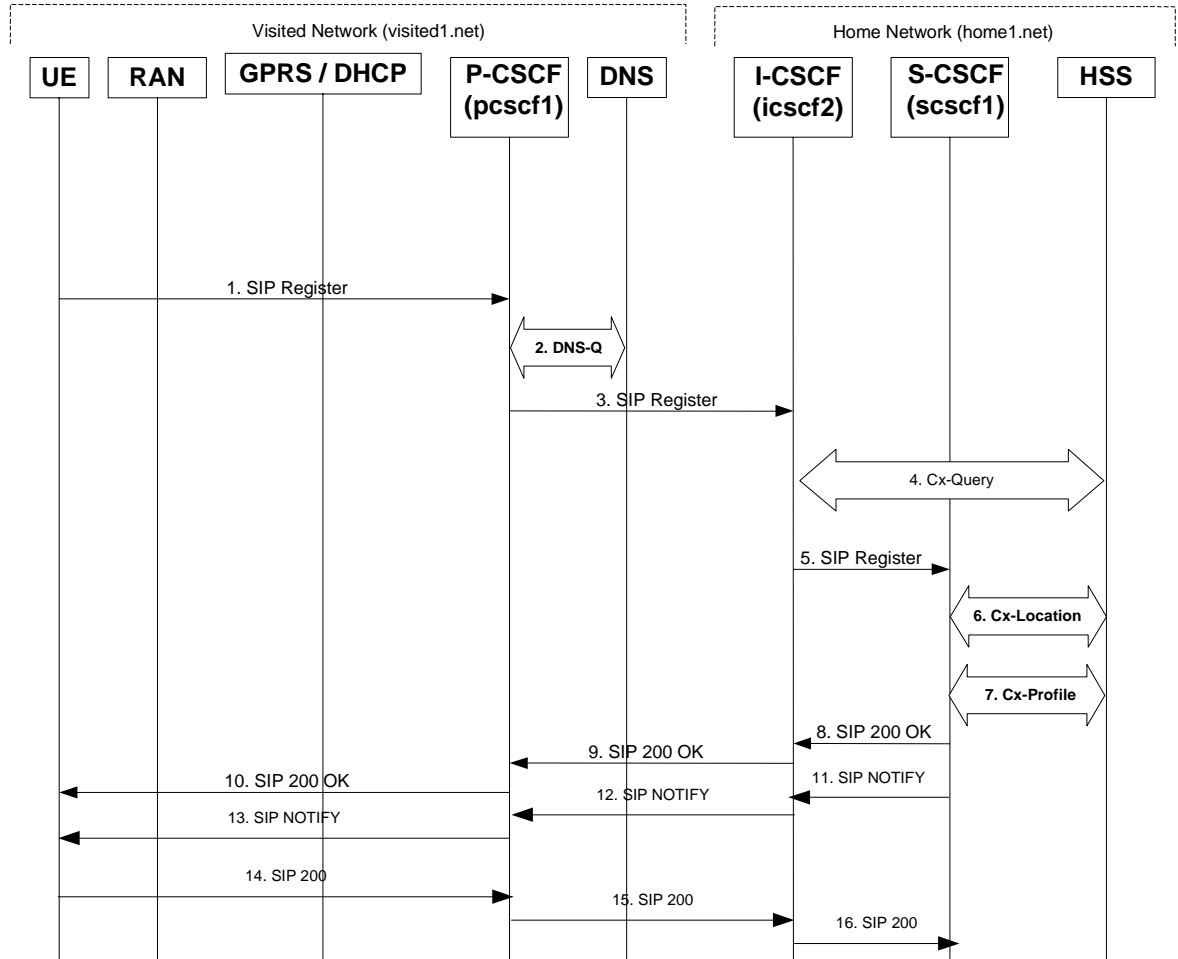 Visited Network (visited1.net)
Home Network (home1.net)
UE
RAN
GPRS / DHCP
P-CSCF
(pcscf1)
DNS
I-CSCF
(icscf2)
S-CSCF
(scscf1)
HSS
1. SIP Register
2. DNS-Q
3. SIP Register
4. Cx-Query
5. SIP Register
6. Cx-Location
7. Cx-Profile
8. SIP 200 OK
9. SIP 200 OK
10. SIP 200 OK
11. SIP NOTIFY
12. SIP NOTIFY
13. SIP NOTIFY
14. SIP 200
15. SIP 200
16. SIP 200